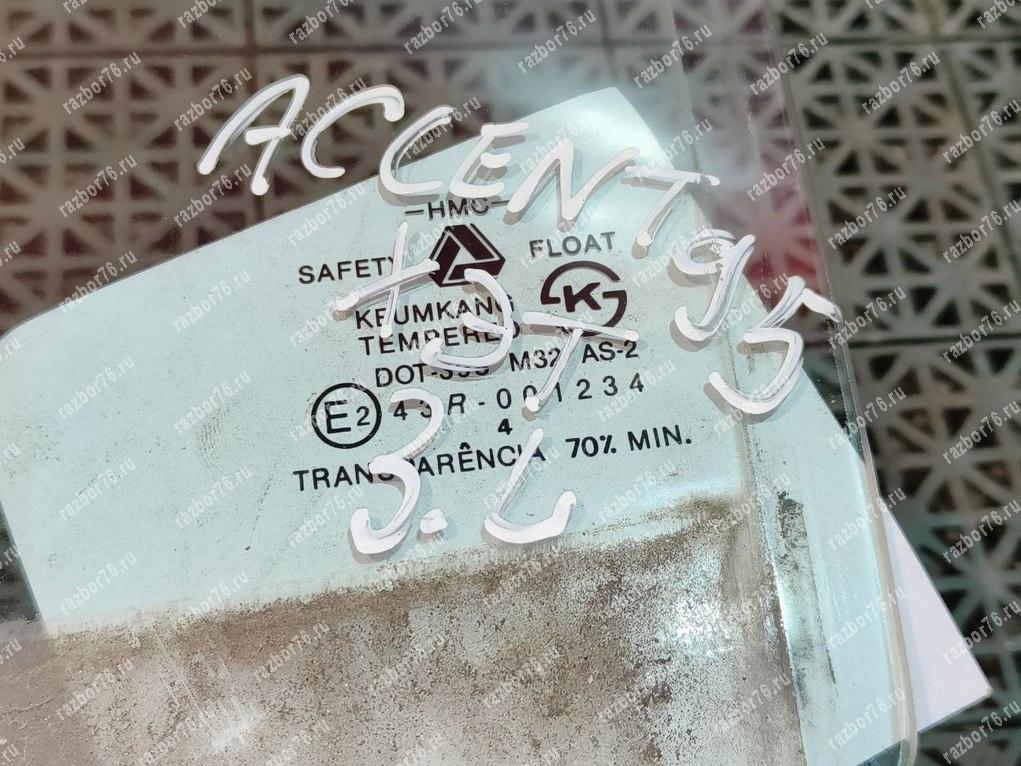 ACCENT 95
HMC
SAFETY FLOAT
K
KEUMKANG
TEMPERED
M32 AS-2
E2 43R-001234
4
TRANSPARÊNCIA 70% MIN.
3.L
razbor76.ru